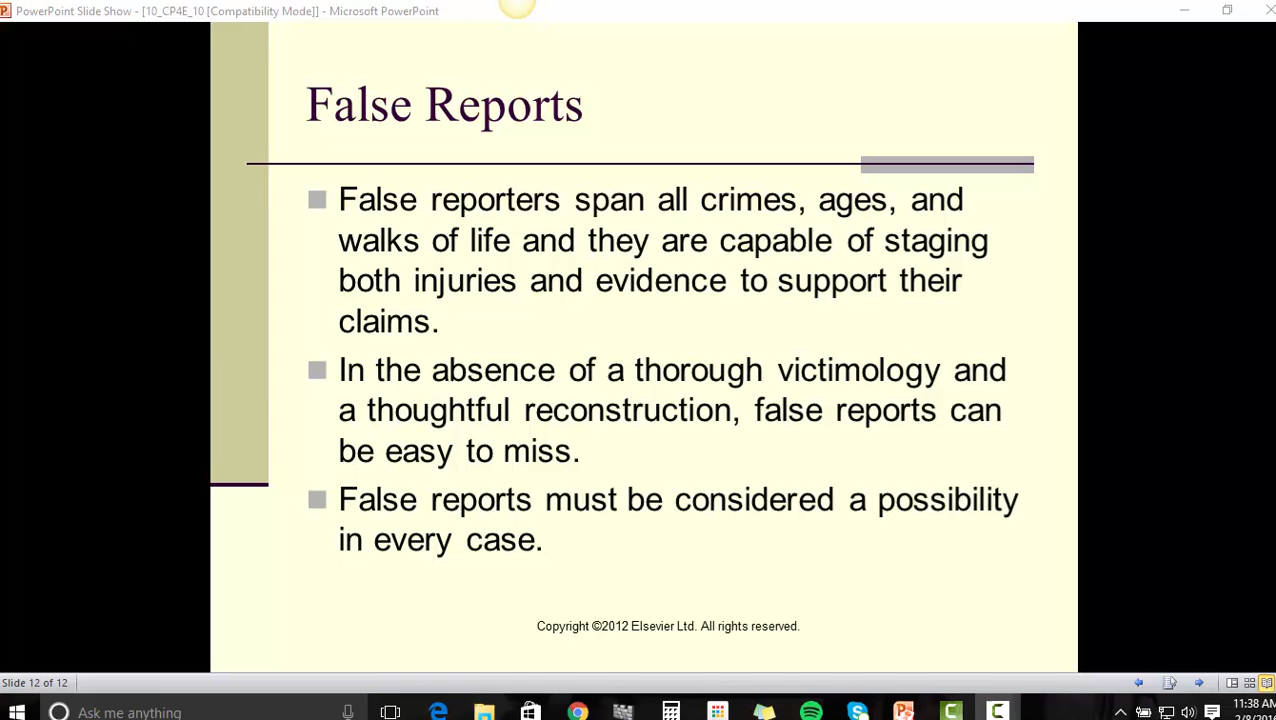 PowerPoint Slide Show - [10_CP4E_10 [Compatibility Mode]] - Microsoft PowerPoint
False Reports
False reporters span all crimes, ages, and
walks of life and they are capable of staging
both injuries and evidence to support their
claims.
In the absence of a thorough victimology and
a thoughtful reconstruction, false reports can
be easy to miss.
False reports must be considered a possibility
in every case.
Copyright ©2012 Elsevier Ltd. All rights reserved.
Slide 12 of 12
Ask me anything
11:38 AM